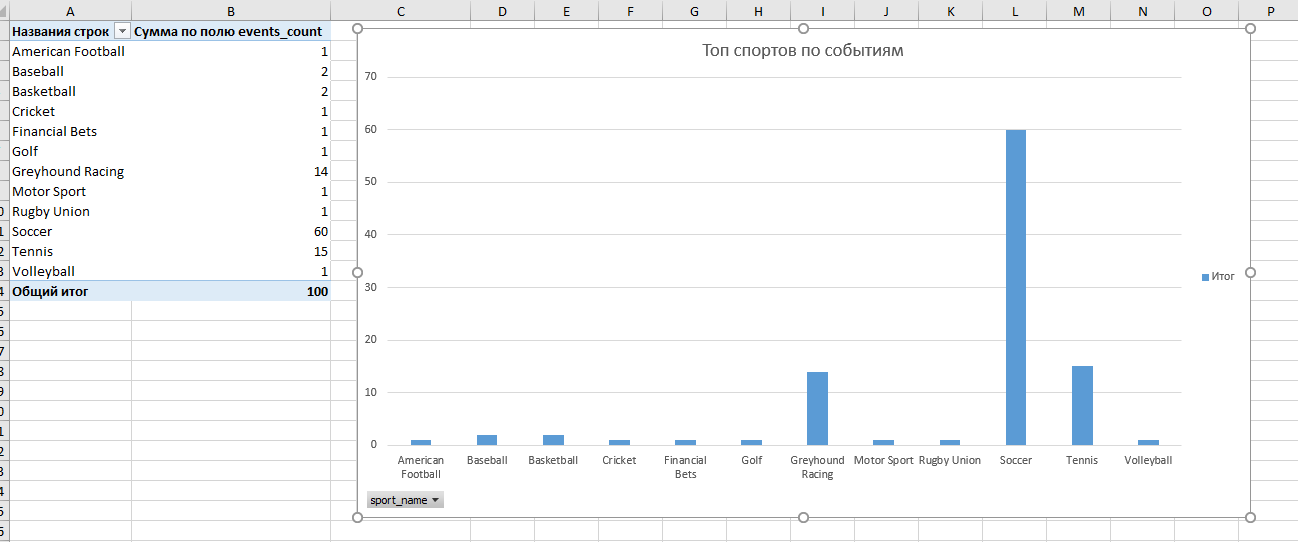 A B C D E F G H I J K L M N O P
Названия строк Сумма по полю events_count
American Football 1
Baseball 2
Basketball 2
Cricket 1
Financial Bets 1
Golf 1
Greyhound Racing 14
Motor Sport 1
Rugby Union 1
Soccer 60
Tennis 15
Volleyball 1
Общий итог 100
Топ спортов по событиям
70
60
50
40
30
20
10
0
American Football Baseball Basketball Cricket Financial Bets Golf Greyhound Racing Motor Sport Rugby Union Soccer Tennis Volleyball
Итог
sport_name